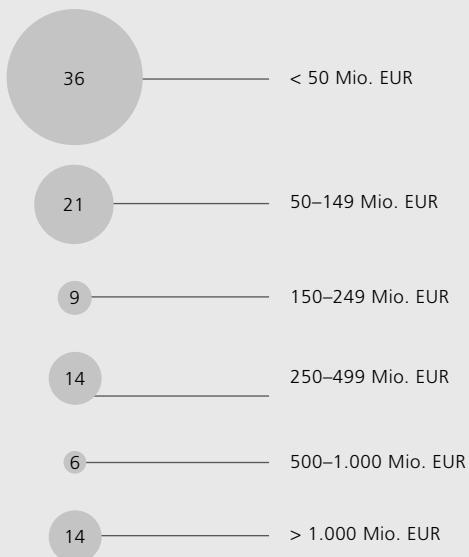 36 < 50 Mio. EUR
21 50–149 Mio. EUR
9 150–249 Mio. EUR
14 250–499 Mio. EUR
6 500–1.000 Mio. EUR
14 > 1.000 Mio. EUR